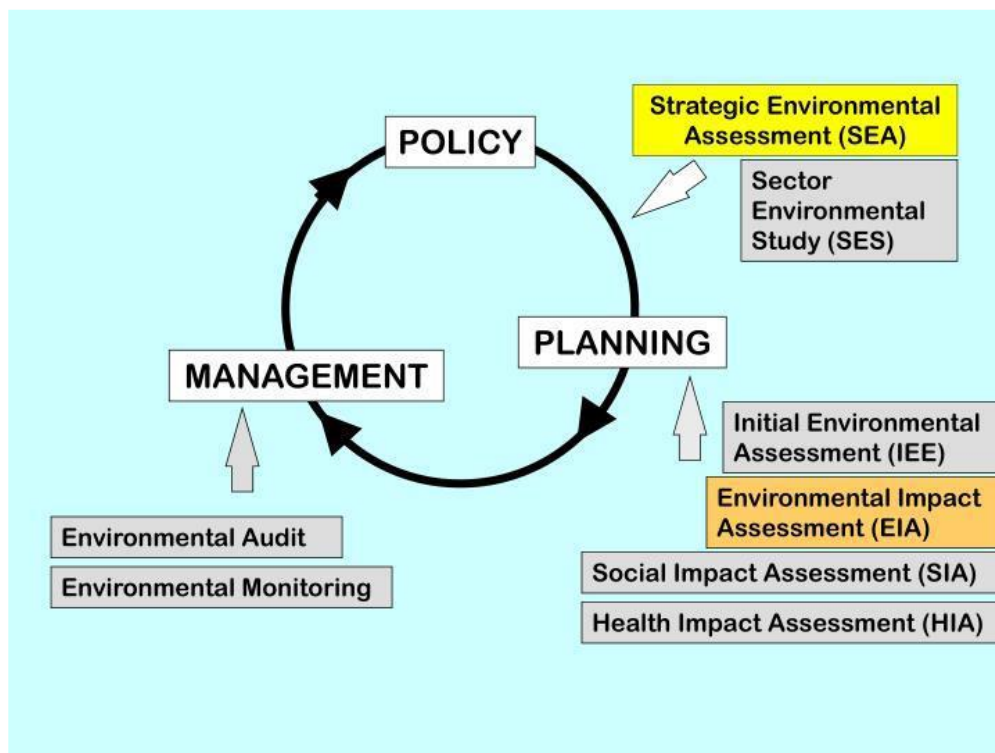 POLICY
Strategic Environmental
Assessment (SEA)
Sector
Environmental
Study (SES)
PLANNING
MANAGEMENT
Initial Environmental
Assessment (IEE)
Environmental Impact
Assessment (EIA)
Social Impact Assessment (SIA)
Health Impact Assessment (HIA)
Environmental Audit
Environmental Monitoring